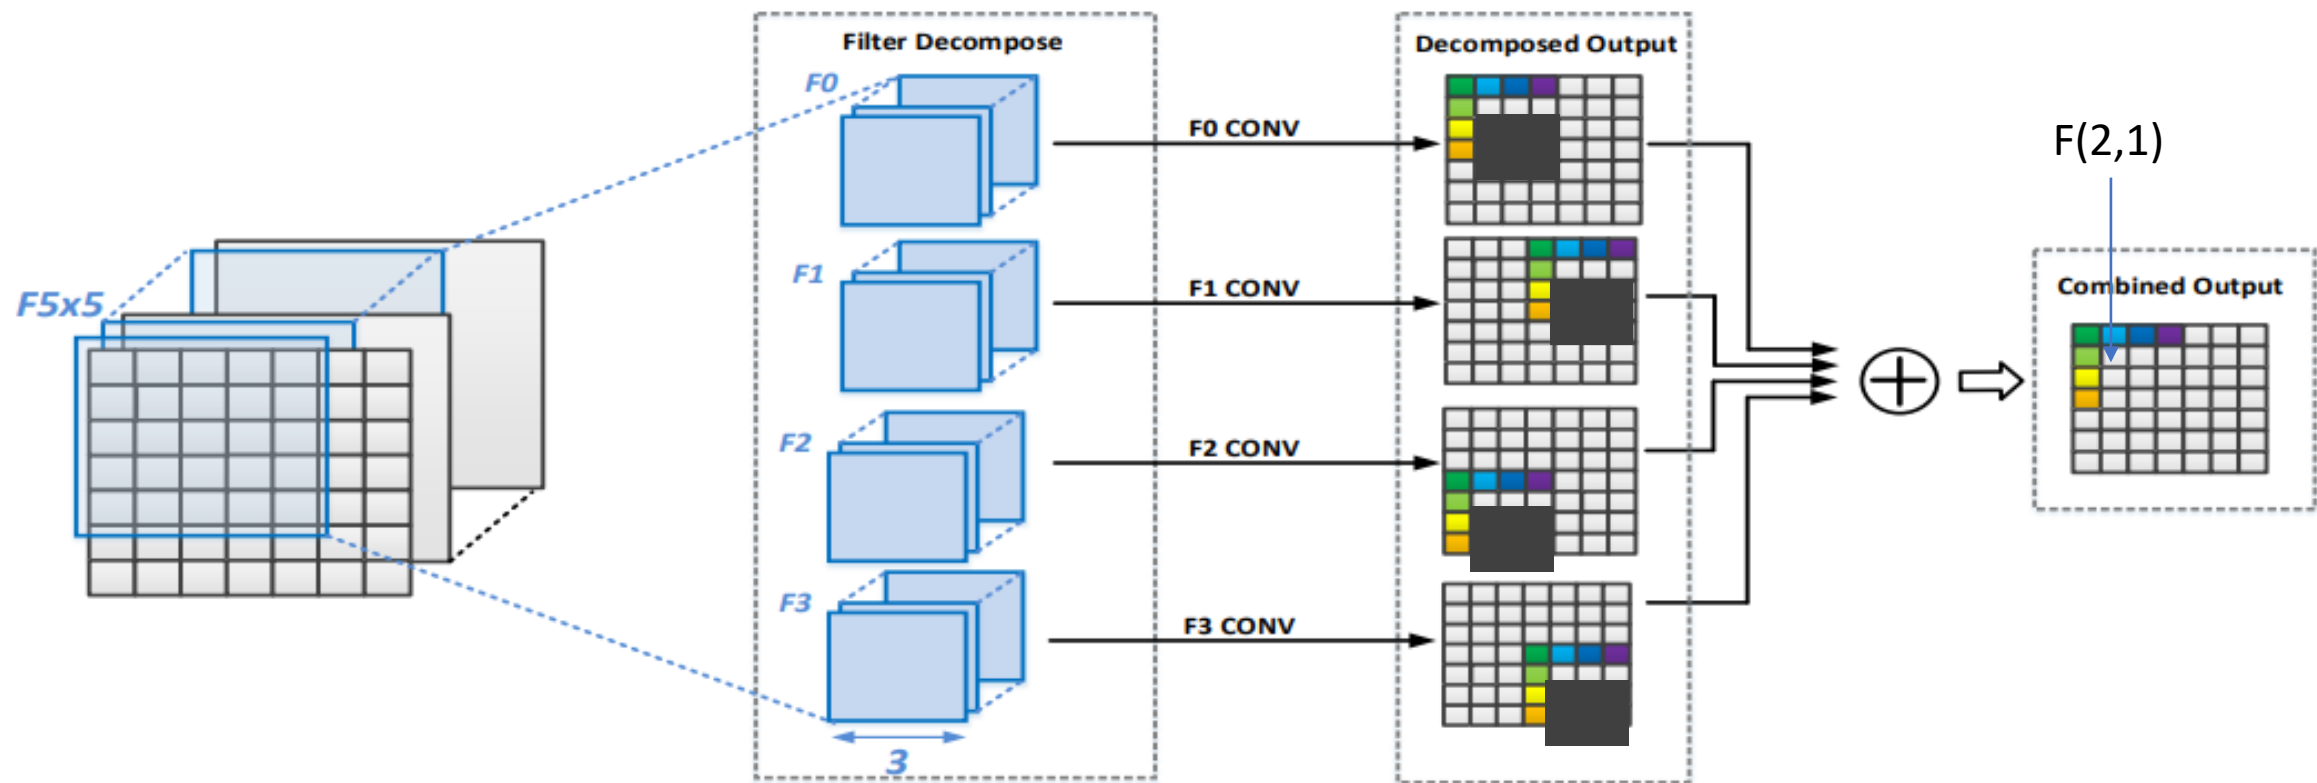 Filter Decompose
Decomposed Output
F0
F0 CONV
F(2,1)
F1
F1 CONV
F5x5
Combined Output
F2
F2 CONV
F3
F3 CONV
3